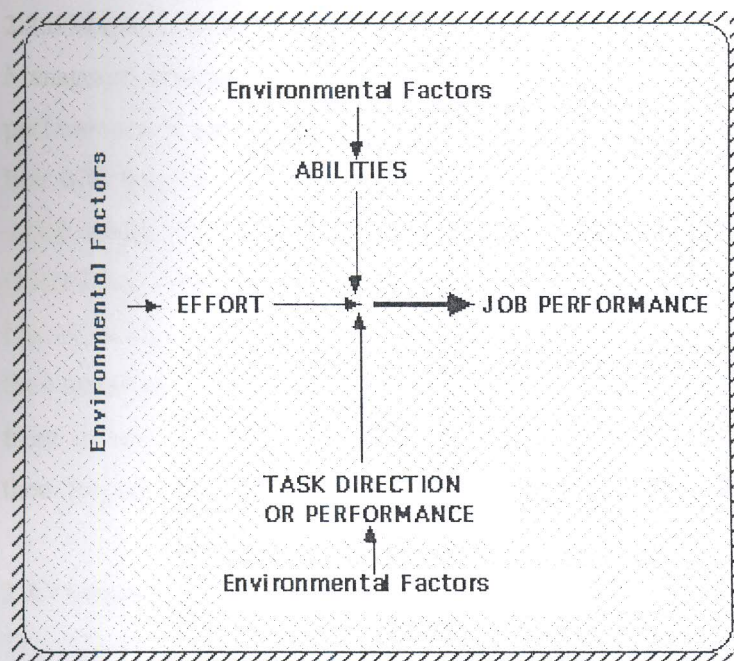 Environmental Factors
ABILITIES
Environmental Factors
EFFORT
JOB PERFORMANCE
TASK DIRECTION
OR PERFORMANCE
Environmental Factors